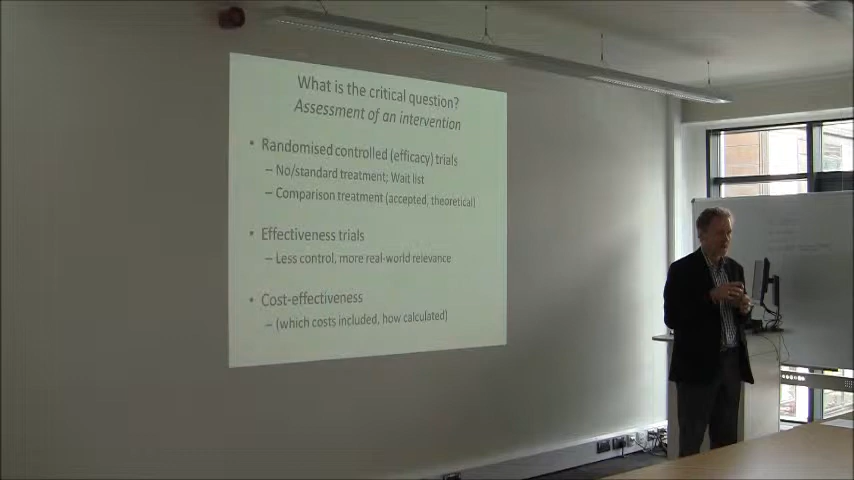 What is the critical question?
Assessment of an intervention
• Randomised controlled (efficacy) trials
– No/standard treatment; Wait list
– Comparison treatment (accepted, theoretical)
• Effectiveness trials
– Less control, more real-world relevance
• Cost-effectiveness
– (which costs included, how calculated)